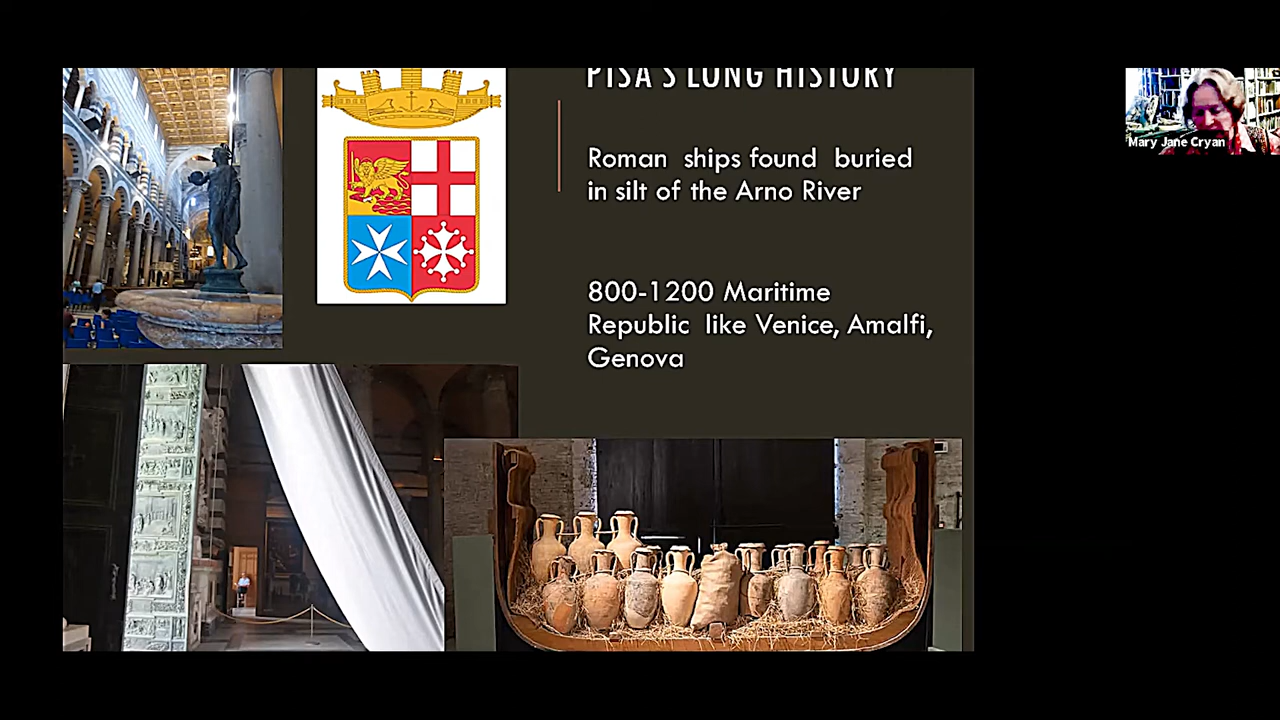 PISA'S LONG HISTORY
Roman ships found buried
in silt of the Arno River
800-1200 Maritime
Republic like Venice, Amalfi,
Genova
Mary Jane Cryan